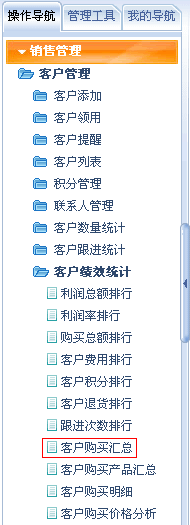 操作导航 管理工具 我的导航
销售管理
客户管理
客户添加
客户领用
客户提醒
客户列表
积分管理
联系人管理
客户数量统计
客户跟进统计
客户绩效统计
利润总额排行
利润率排行
购买总额排行
客户费用排行
客户积分排行
客户退货排行
跟进次数排行
客户购买汇总
客户购买产品汇总
客户购买明细
客户购买价格分析